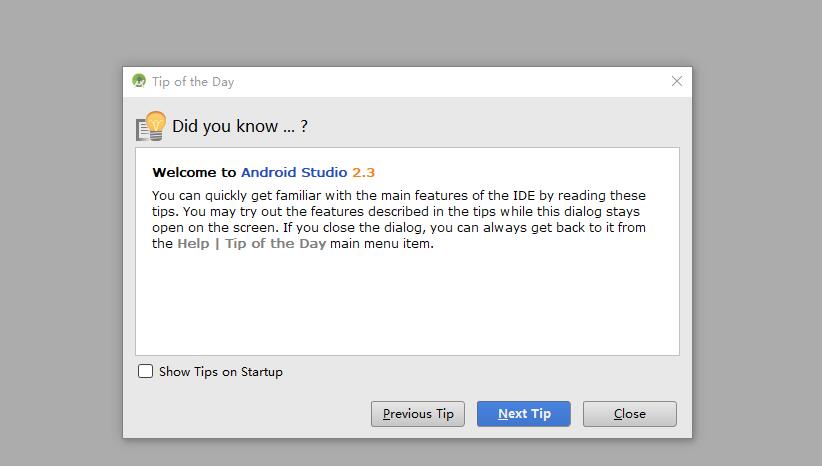 Tip of the Day
Did you know ... ?
Welcome to Android Studio 2.3
You can quickly get familiar with the main features of the IDE by reading these
tips. You may try out the features described in the tips while this dialog stays
open on the screen. If you close the dialog, you can always get back to it from
the Help | Tip of the Day main menu item.
Show Tips on Startup
Previous Tip
Next Tip
Close